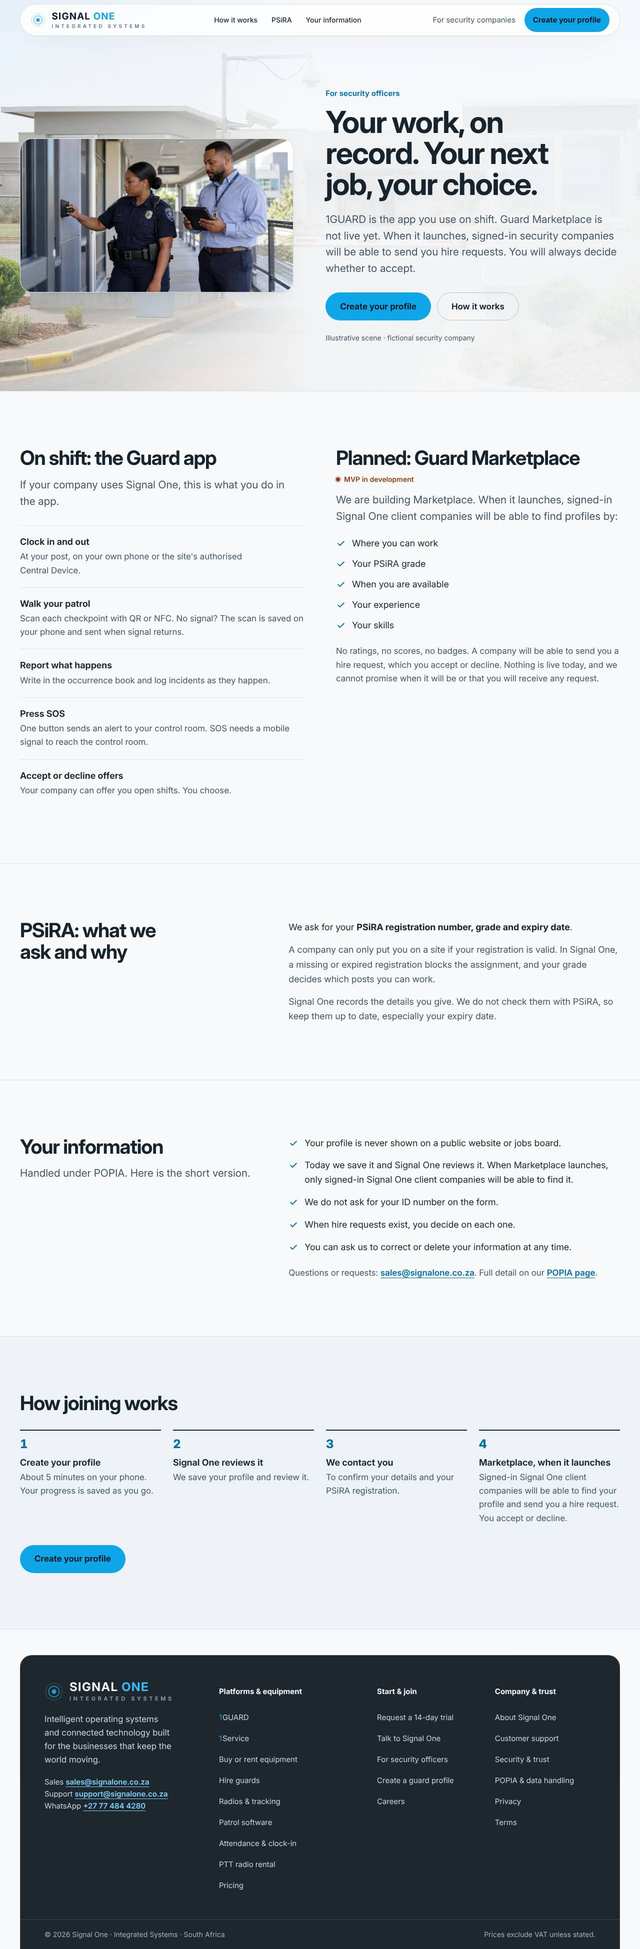 SIGNAL ONE
INTEGRATED SYSTEMS
How it works
PSiRA
Your information
For security companies
Create your profile
For security officers
Your work, on
record. Your next
job, your choice.
1GUARD is the app you use on shift. Guard Marketplace is
not live yet. When it launches, signed-in security companies
will be able to send you hire requests. You will always decide
whether to accept.
Create your profile
How it works
Illustrative scene · fictional security company
On shift: the Guard app
If your company uses Signal One, this is what you do in
the app.
Clock in and out
At your post, on your own phone or the site's authorised
Central Device.
Walk your patrol
Scan each checkpoint with QR or NFC. No signal? The scan is saved on
your phone and sent when signal returns.
Report what happens
Write in the occurrence book and log incidents as they happen.
Press SOS
One button sends an alert to your control room. SOS needs a mobile
signal to reach the control room.
Accept or decline offers
Your company can offer you open shifts. You choose.
Planned: Guard Marketplace
MVP in development
We are building Marketplace. When it launches, signed-in
Signal One client companies will be able to find profiles by:
Where you can work
Your PSiRA grade
When you are available
Your experience
Your skills
No ratings, no scores, no badges. A company will be able to send you a
hire request, which you accept or decline. Nothing is live today, and we
cannot promise when it will be or that you will receive any request.
PSiRA: what we
ask and why
We ask for your PSiRA registration number, grade and expiry date.
A company can only put you on a site if your registration is valid. In Signal One,
a missing or expired registration blocks the assignment, and your grade
decides which posts you can work.
Signal One records the details you give. We do not check them with PSiRA, so
keep them up to date, especially your expiry date.
Your information
Handled under POPIA. Here is the short version.
Your profile is never shown on a public website or jobs board.
Today we save it and Signal One reviews it. When Marketplace launches,
only signed-in Signal One client companies will be able to find it.
We do not ask for your ID number on the form.
When hire requests exist, you decide on each one.
You can ask us to correct or delete your information at any time.
Questions or requests: sales@signalone.co.za. Full detail on our POPIA page.
How joining works
1
Create your profile
About 5 minutes on your phone.
Your progress is saved as you go.
2
Signal One reviews it
We save your profile and review it.
3
We contact you
To confirm your details and your
PSiRA registration.
4
Marketplace, when it launches
Signed-in Signal One client
companies will be able to find your
profile and send you a hire request.
You accept or decline.
Create your profile
SIGNAL ONE
INTEGRATED SYSTEMS
Intelligent operating systems
and connected technology built
for the businesses that keep the
world moving.
Sales sales@signalone.co.za
Support support@signalone.co.za
WhatsApp +27 77 484 4280
Platforms & equipment
1GUARD
1Service
Buy or rent equipment
Hire guards
Radios & tracking
Patrol software
Attendance & clock-in
PTT radio rental
Pricing
Start & join
Request a 14-day trial
Talk to Signal One
For security officers
Create a guard profile
Careers
Company & trust
About Signal One
Customer support
Security & trust
POPIA & data handling
Privacy
Terms
© 2026 Signal One · Integrated Systems · South Africa
Prices exclude VAT unless stated.